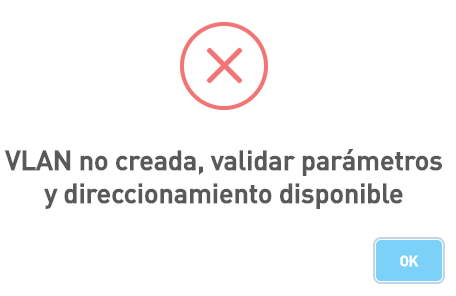 VLAN no creada, validar parámetros
y direccionamiento disponible
OK